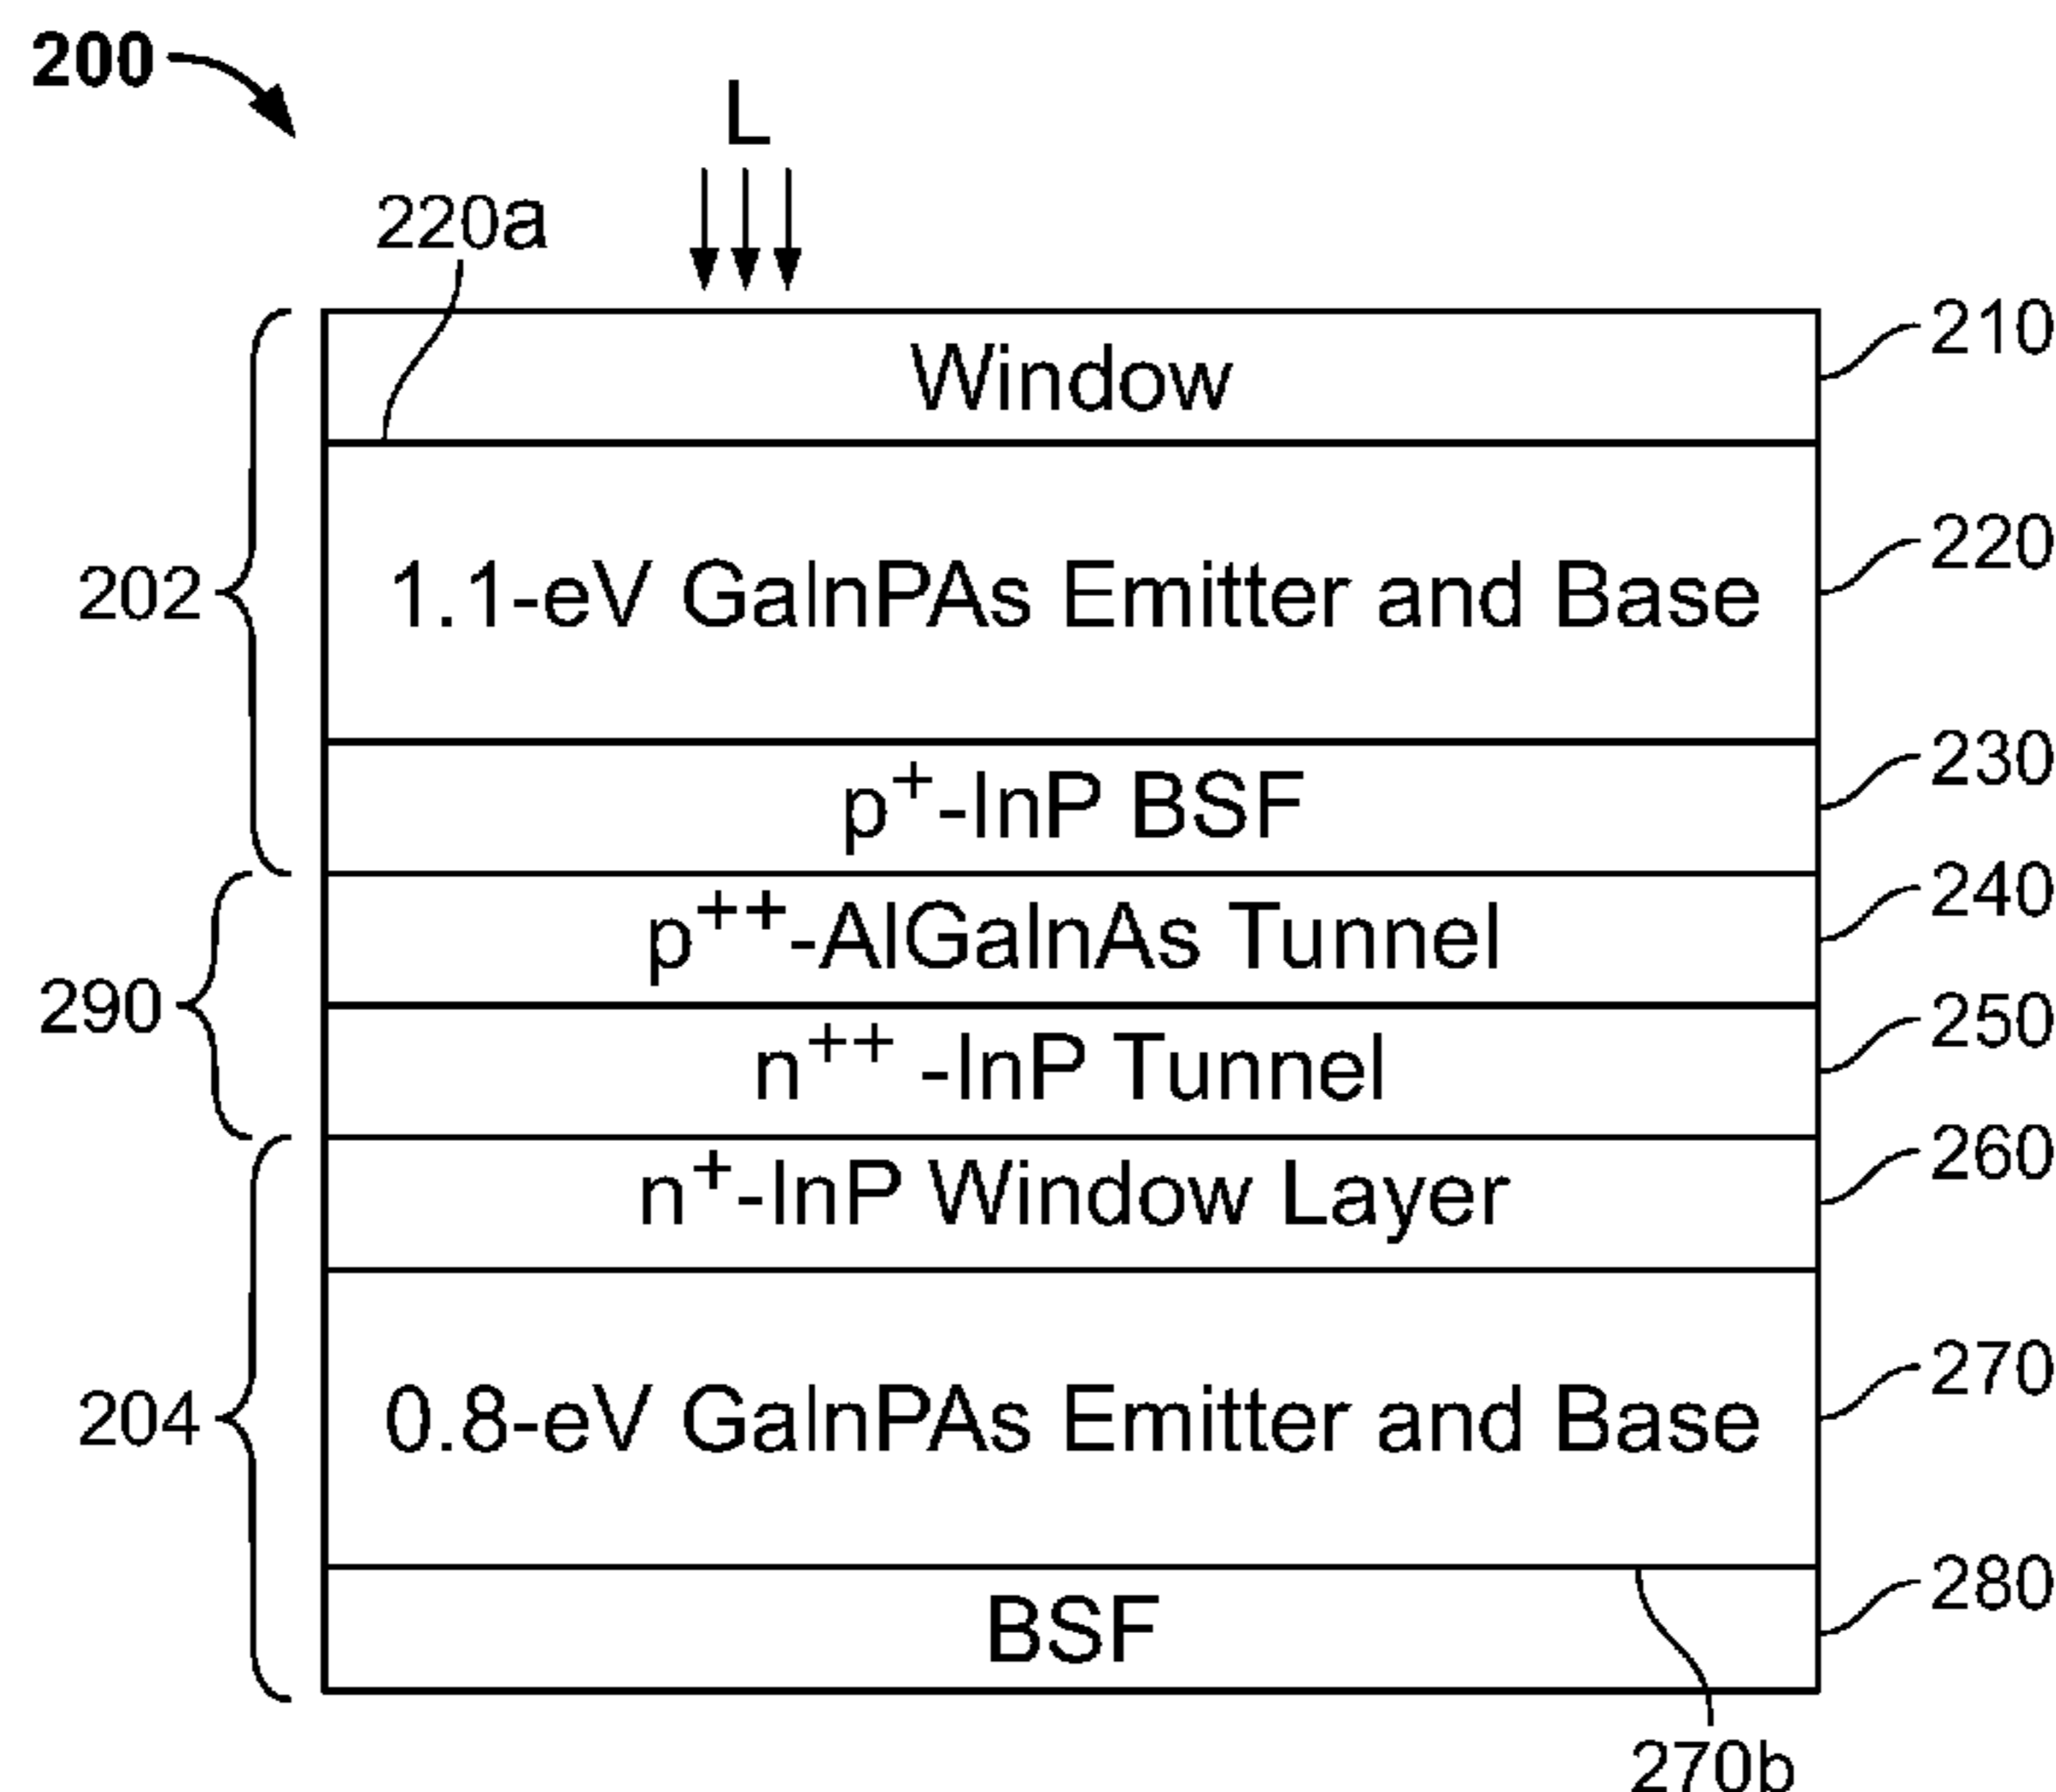 200
L
220a
Window
210
1.1-eV GaInPAs Emitter and Base
220
202
p+-InP BSF
230
p++-AlGaInAs Tunnel
240
290
n++ -InP Tunnel
250
n+-InP Window Layer
260
0.8-eV GaInPAs Emitter and Base
270
204
BSF
280
270b